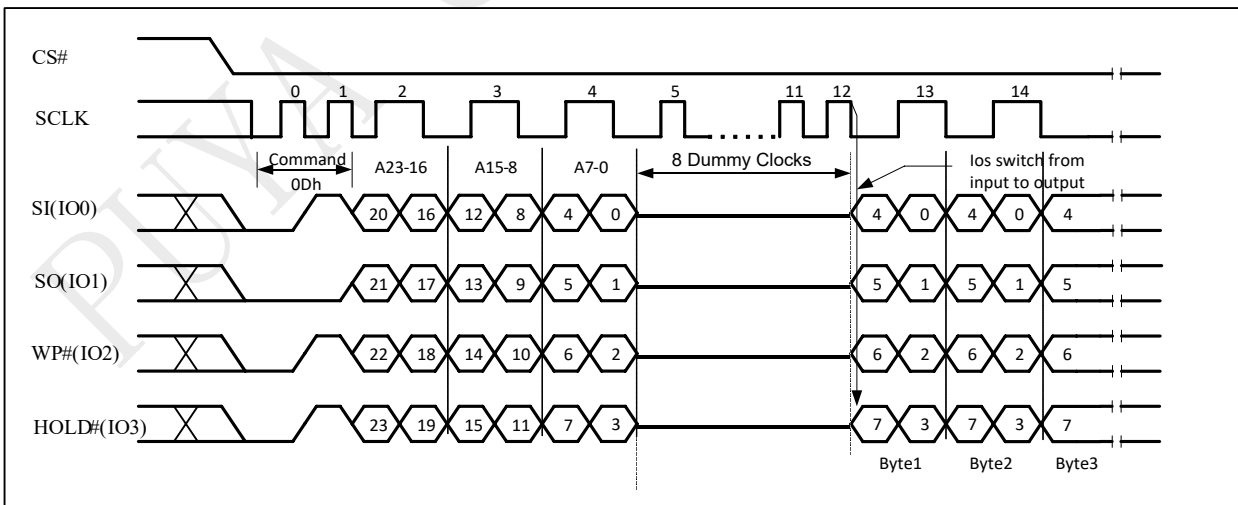 PUYA
CS#
0 1 2 3 4 5 11 12 13 14
SCLK
Command
0Dh
A23-16 A15-8 A7-0 8 Dummy Clocks
Ios switch from
input to output
SI(IO0) 20 16 12 8 4 0 4 0 4 0 4
SO(IO1) 21 17 13 9 5 1 5 1 5 1 5
WP#(IO2) 22 18 14 10 6 2 6 2 6 2 6
HOLD#(IO3) 23 19 15 11 7 3 7 3 7 3 7
Byte1 Byte2 Byte3